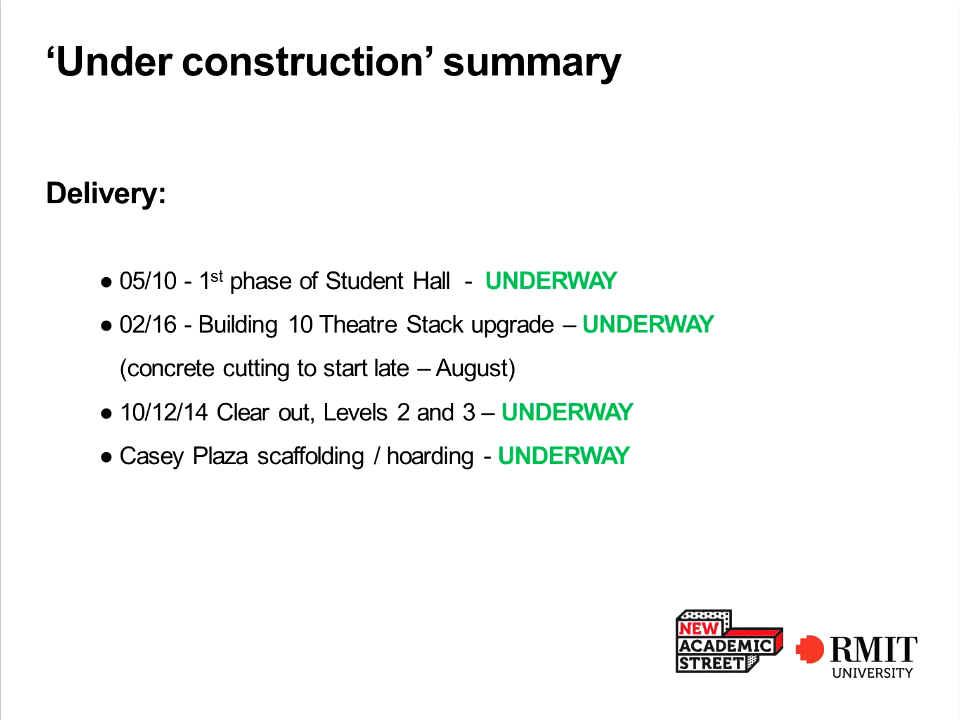 ‘Under construction’ summary
Delivery:
● 05/10 - 1st phase of Student Hall - UNDERWAY
● 02/16 - Building 10 Theatre Stack upgrade – UNDERWAY
(concrete cutting to start late – August)
● 10/12/14 Clear out, Levels 2 and 3 – UNDERWAY
● Casey Plaza scaffolding / hoarding - UNDERWAY
NEW
ACADEMIC
STREET
RMIT
UNIVERSITY